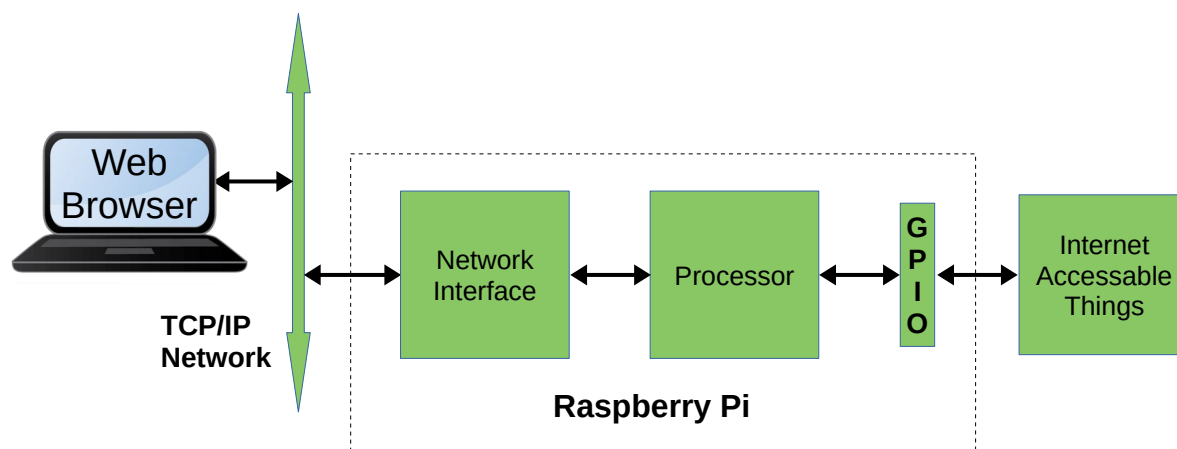 Web
Browser
TCP/IP
Network
Network
Interface
Processor
G
P
I
O
Internet
Accessable
Things
Raspberry Pi